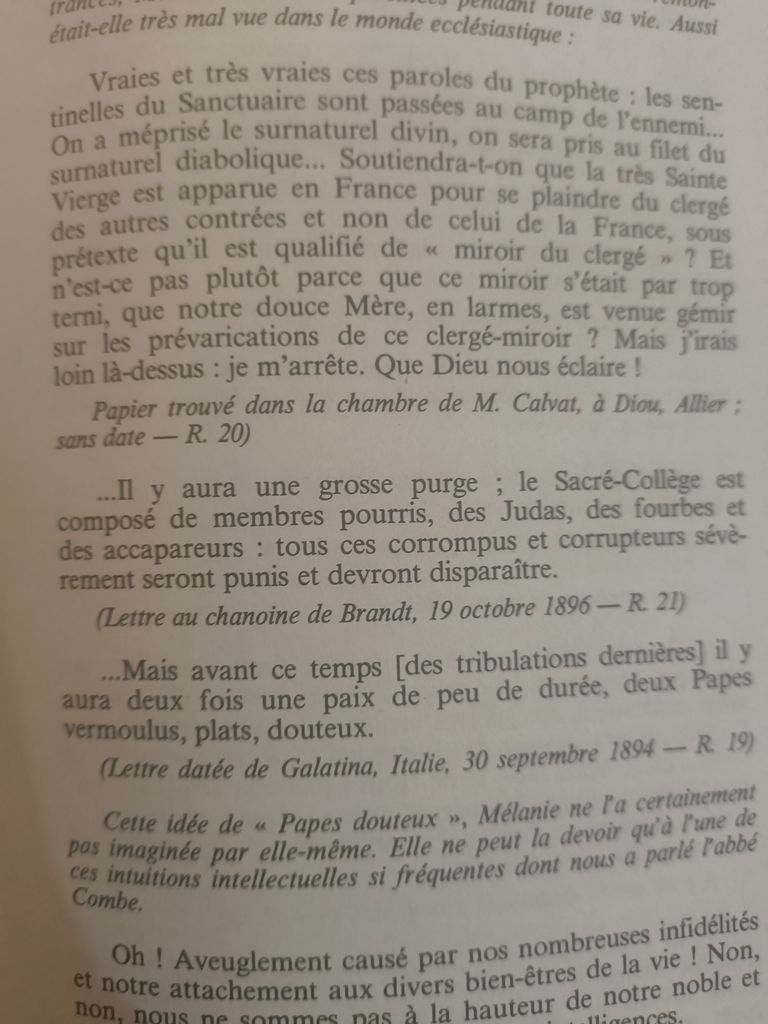 pendant toute sa vie. Aussi
était-elle très mal vue dans le monde ecclésiastique :
Vraies et très vraies ces paroles du prophète : les sen-
tinelles du Sanctuaire sont passées au camp de l'ennemi...
On a méprisé le surnaturel divin, on sera pris au filet du
surnaturel diabolique... Soutiendra-t-on que la très Sainte
Vierge est apparue en France pour se plaindre du clergé
des autres contrées et non de celui de la France, sous
prétexte qu'il est qualifié de « miroir du clergé » ? Et
n'est-ce pas plutôt parce que ce miroir s'était par trop
terni, que notre douce Mère, en larmes, est venue gémir
sur les prévarications de ce clergé-miroir ? Mais j'irais
loin là-dessus : je m'arrête. Que Dieu nous éclaire !
Papier trouvé dans la chambre de M. Calvat, à Diou, Allier ;
sans date — R. 20)
...Il y aura une grosse purge ; le Sacré-Collège est
composé de membres pourris, des Judas, des fourbes et
des accapareurs : tous ces corrompus et corrupteurs sévè-
rement seront punis et devront disparaître.
(Lettre au chanoine de Brandt, 19 octobre 1896 — R. 21)
...Mais avant ce temps [des tribulations dernières] il y
aura deux fois une paix de peu de durée, deux Papes
vermoulus, plats, douteux.
(Lettre datée de Galatina, Italie, 30 septembre 1894 — R. 19)
Cette idée de « Papes douteux », Mélanie ne l'a certainement
pas imaginée par elle-même. Elle ne peut la devoir qu'à l'une de
ces intuitions intellectuelles si fréquentes dont nous a parlé l'abbé
Combe.
Oh ! Aveuglement causé par nos nombreuses infidélités
et notre attachement aux divers bien-êtres de la vie ! Non,
non, nous ne sommes pas à la hauteur de notre noble et